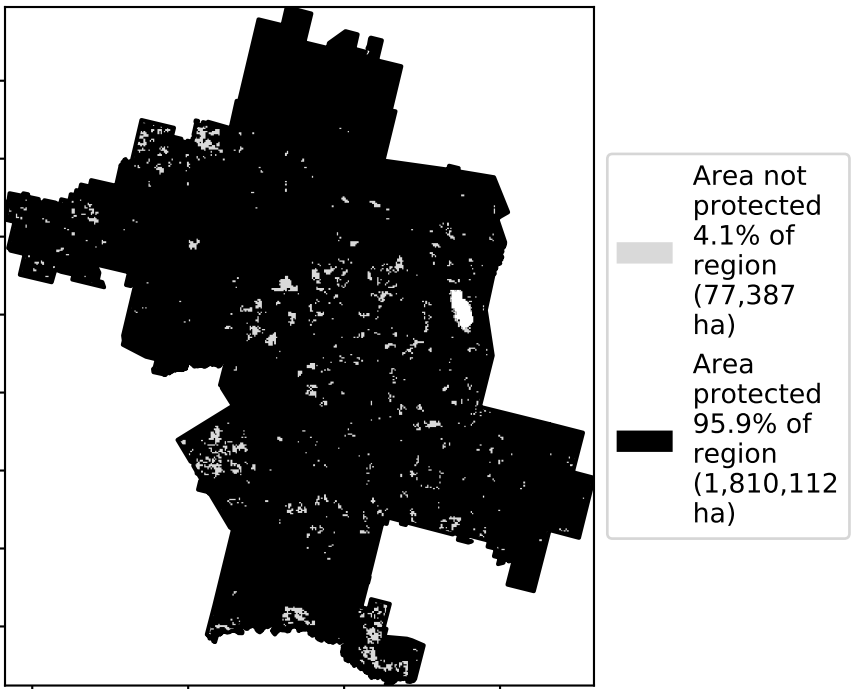 Area not
protected
4.1% of
region
(77,387
ha)
Area
protected
95.9% of
region
(1,810,112
ha)